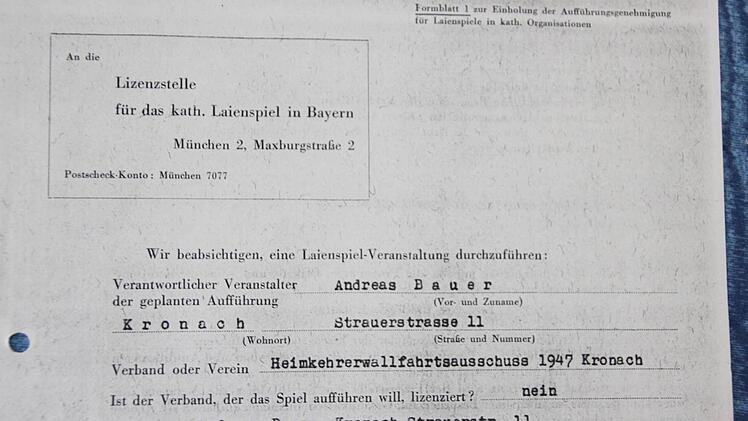 Formblatt 1 zur Einholung der Aufführungsgenehmigung
für Laienspiele in kath. Organisationen
An die
Lizenzstelle
für das kath. Laienspiel in Bayern
München 2, Maxburgstraße 2
Postscheck-Konto: München 7077
Wir beabsichtigen, eine Laienspiel-Veranstaltung durchzuführen:
Verantwortlicher Veranstalter Andreas Bauer
der geplanten Aufführung (Vor- und Zuname)
Kronach Strauerstrasse 11
(Wohnort) (Straße und Nummer)
Verband oder Verein Heimkehrerwallfahrtsausschuss 1947 Kronach
Ist der Verband, der das Spiel aufführen will, lizenziert? nein
Kronach Strauerstr. 11